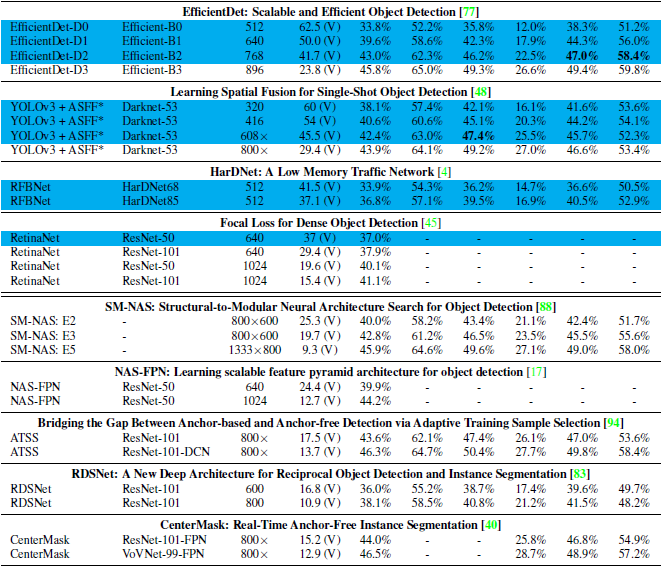 EfficientDet: Scalable and Efficient Object Detection [77]
EfficientDet-D0 Efficient-B0 512 62.5 (V) 33.8% 52.2% 35.8% 12.0% 38.3% 51.2%
EfficientDet-D1 Efficient-B1 640 50.0 (V) 39.6% 58.6% 42.3% 17.9% 44.3% 56.0%
EfficientDet-D2 Efficient-B2 768 41.7 (V) 43.0% 62.3% 46.2% 22.5% 47.0% 58.4%
EfficientDet-D3 Efficient-B3 896 23.8 (V) 45.8% 65.0% 49.3% 26.6% 49.4% 59.8%
Learning Spatial Fusion for Single-Shot Object Detection [48]
YOLOv3 + ASFF* Darknet-53 320 60 (V) 38.1% 57.4% 42.1% 16.1% 41.6% 53.6%
YOLOv3 + ASFF* Darknet-53 416 54 (V) 40.6% 60.6% 45.1% 20.3% 44.2% 54.1%
YOLOv3 + ASFF* Darknet-53 608× 45.5 (V) 42.4% 63.0% 47.4% 25.5% 45.7% 52.3%
YOLOv3 + ASFF* Darknet-53 800× 29.4 (V) 43.9% 64.1% 49.2% 27.0% 46.6% 53.4%
HarDNet: A Low Memory Traffic Network [4]
RFBNet HarDNet68 512 41.5 (V) 33.9% 54.3% 36.2% 14.7% 36.6% 50.5%
RFBNet HarDNet85 512 37.1 (V) 36.8% 57.1% 39.5% 16.9% 40.5% 52.9%
Focal Loss for Dense Object Detection [45]
RetinaNet ResNet-50 640 37 (V) 37.0% - - - - -
RetinaNet ResNet-101 640 29.4 (V) 37.9% - - - - -
RetinaNet ResNet-50 1024 19.6 (V) 40.1% - - - - -
RetinaNet ResNet-101 1024 15.4 (V) 41.1% - - - - -
SM-NAS: Structural-to-Modular Neural Architecture Search for Object Detection [88]
SM-NAS: E2 - 800×600 25.3 (V) 40.0% 58.2% 43.4% 21.1% 42.4% 51.7%
SM-NAS: E3 - 800×600 19.7 (V) 42.8% 61.2% 46.5% 23.5% 45.5% 55.6%
SM-NAS: E5 - 1333×800 9.3 (V) 45.9% 64.6% 49.6% 27.1% 49.0% 58.0%
NAS-FPN: Learning scalable feature pyramid architecture for object detection [17]
NAS-FPN ResNet-50 640 24.4 (V) 39.9% - - - - -
NAS-FPN ResNet-50 1024 12.7 (V) 44.2% - - - - -
Bridging the Gap Between Anchor-based and Anchor-free Detection via Adaptive Training Sample Selection [94]
ATSS ResNet-101 800× 17.5 (V) 43.6% 62.1% 47.4% 26.1% 47.0% 53.6%
ATSS ResNet-101-DCN 800× 13.7 (V) 46.3% 64.7% 50.4% 27.7% 49.8% 58.4%
RDSNet: A New Deep Architecture for Reciprocal Object Detection and Instance Segmentation [83]
RDSNet ResNet-101 600 16.8 (V) 36.0% 55.2% 38.7% 17.4% 39.6% 49.7%
RDSNet ResNet-101 800 10.9 (V) 38.1% 58.5% 40.8% 21.2% 41.5% 48.2%
CenterMask: Real-Time Anchor-Free Instance Segmentation [40]
CenterMask ResNet-101-FPN 800× 15.2 (V) 44.0% - - 25.8% 46.8% 54.9%
CenterMask VoVNet-99-FPN 800× 12.9 (V) 46.5% - - 28.7% 48.9% 57.2%